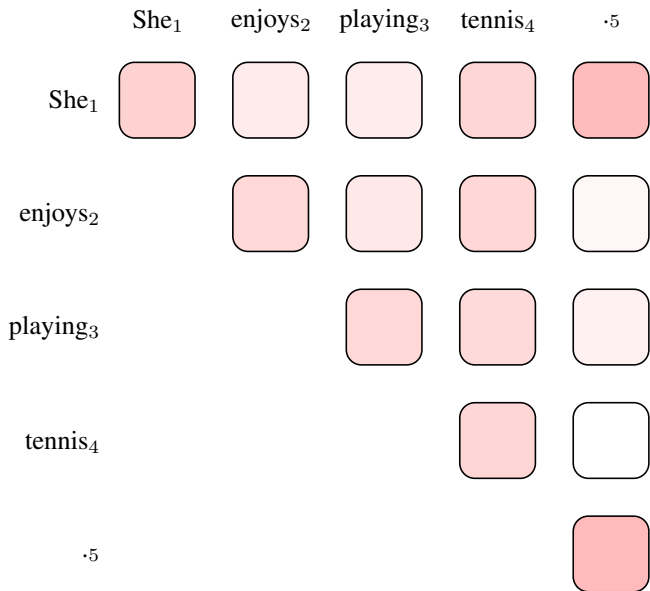 She₁ enjoys₂ playing₃ tennis₄ .₅
She₁
enjoys₂
playing₃
tennis₄
.₅